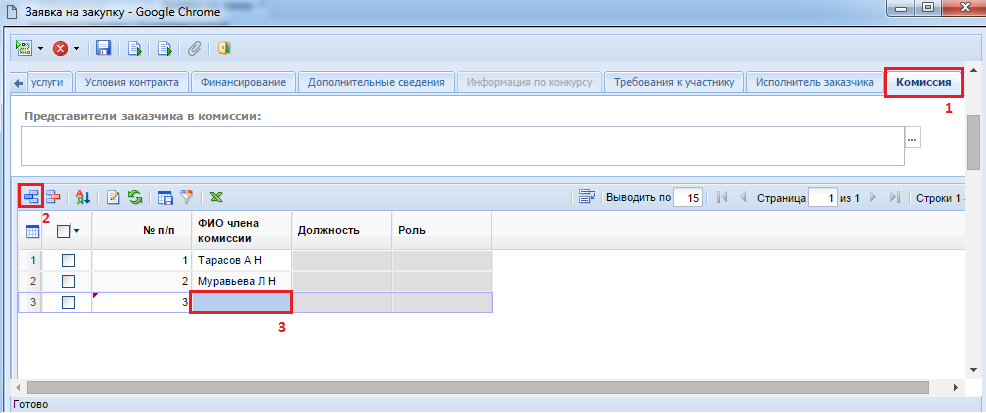 Заявка на закупку - Google Chrome
услуги Условия контракта Финансирование Дополнительные сведения Информация по конкурсу Требования к участнику Исполнитель заказчика Комиссия
1
Представители заказчика в комиссии:
...
Выводить по 15 Страница 1 из 1 Строки 1 -
2
№ п/п ФИО члена комиссии Должность Роль
1 1 Тарасов А Н
2 2 Муравьева Л Н
3 3
3
Готово